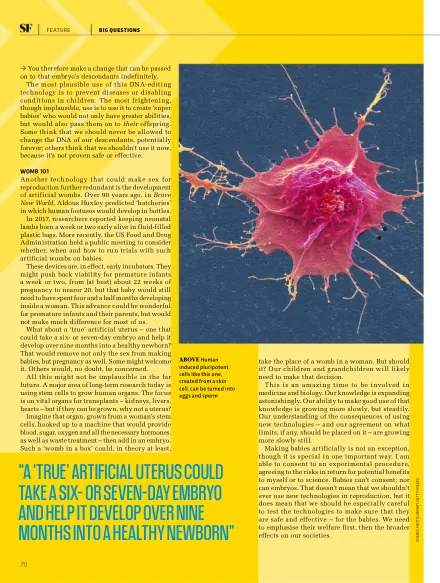 SF FEATURE BIG QUESTIONS
→ You therefore make a change that can be passed
on to that embryo's descendants indefinitely.
The most plausible use of this DNA-editing
technology is to prevent diseases or disabling
conditions in children. The most frightening,
though implausible, use is to use it to create 'super
babies' who would not only have greater abilities,
but would also pass them on to their offspring.
Some think that we should never be allowed to
change the DNA of our descendants, potentially
forever; others think that we shouldn't use it now,
because it's not proven safe or effective.
WOMB 101
Another technology that could make sex for
reproduction further redundant is the development
of artificial wombs. Over 90 years ago, in Brave
New World, Aldous Huxley predicted 'hatcheries'
in which human foetuses would develop in bottles.
In 2017, researchers reported keeping neonatal
lambs born a week or two early alive in fluid-filled
plastic bags. More recently, the US Food and Drug
Administration held a public meeting to consider
whether, when and how to run trials with such
artificial wombs on babies.
These devices are, in effect, early incubators. They
might push back viability for premature infants
a week or two, from (at best) about 22 weeks of
pregnancy to nearer 20, but that baby would still
need to have spent four and a half months developing
inside a woman. This advance could be wonderful
for premature infants and their parents, but would
not make much difference for most of us.
What about a 'true' artificial uterus – one that
could take a six- or seven-day embryo and help it
develop over nine months into a healthy newborn?
That would remove not only the sex from making
babies, but pregnancy as well. Some might welcome
it. Others would, no doubt, be concerned.
All this might not be implausible in the far
future. A major area of long-term research today is
using stem cells to grow human organs. The focus
is on vital organs for transplants – kidneys, livers,
hearts – but if they can be grown, why not a uterus?
Imagine that organ, grown from a woman's stem
cells, hooked up to a machine that would provide
blood, sugar, oxygen and all the necessary hormones,
as well as waste treatment – then add in an embryo.
Such a 'womb in a box' could, in theory at least,
"A 'TRUE' ARTIFICIAL UTERUS COULD
TAKE A SIX- OR SEVEN-DAY EMBRYO
AND HELP IT DEVELOP OVER NINE
MONTHS INTO A HEALTHY NEWBORN"
ABOVE Human
induced pluripotent
cells like this one,
created from a skin
cell, can be turned into
eggs and sperm
take the place of a womb in a woman. But should
it? Our children and grandchildren will likely
need to make that decision.
This is an amazing time to be involved in
medicine and biology. Our knowledge is expanding
astonishingly. Our ability to make good use of that
knowledge is growing more slowly, but steadily.
Our understanding of the consequences of using
new technologies – and our agreement on what
limits, if any, should be placed on it – are growing
more slowly still.
Making babies artificially is not an exception,
though it is special in one important way. I am
able to consent to an experimental procedure,
agreeing to the risks in return for potential benefits
to myself or to science. Babies can't consent; nor
can embryos. That doesn't mean that we shouldn't
ever use new technologies in reproduction, but it
does mean that we should be especially careful
to test the technologies to make sure that they
are safe and effective – for the babies. We need
to emphasise their welfare first, then the broader
effects on our societies.
70